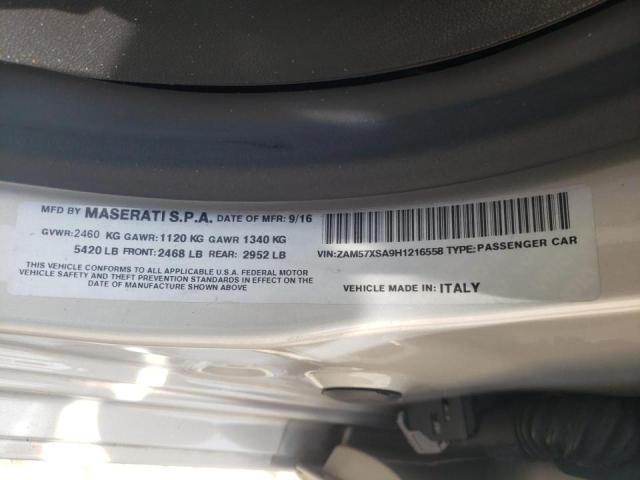 MFD BY MASERATI S.P.A. DATE OF MFR: 9/16
GVWR:2460 KG GAWR:1120 KG GAWR 1340 KG
5420 LB FRONT:2468 LB REAR: 2952 LB
THIS VEHICLE CONFORMS TO ALL APPLICABLE U.S.A. FEDERAL MOTOR
VEHICLE SAFETY AND THEFT PREVENTION STANDARDS IN EFFECT ON THE
DATE OF MANUFACTURE SHOWN ABOVE
VIN:ZAM57XSA9H1216558 TYPE:PASSENGER CAR
VEHICLE MADE IN: ITALY